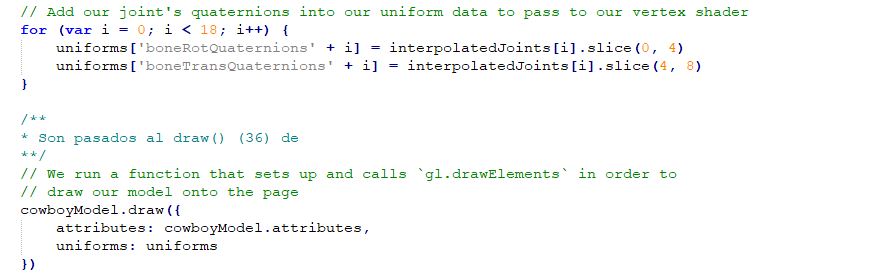 // Add our joint's quaternions into our uniform data to pass to our vertex shader
for (var i = 0; i < 18; i++) {
    uniforms['boneRotQuaternions' + i] = interpolatedJoints[i].slice(0, 4)
    uniforms['boneTransQuaternions' + i] = interpolatedJoints[i].slice(4, 8)
}

/**
* Son pasados al draw() (36) de
**/
// We run a function that sets up and calls `gl.drawElements` in order to
// draw our model onto the page
cowboyModel.draw({
    attributes: cowboyModel.attributes,
    uniforms: uniforms
})